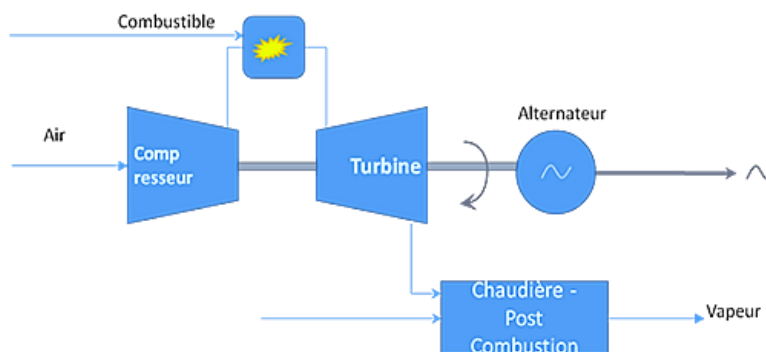 Combustible
Alternateur
Air
Comp
resseur
Turbine
Chaudière -
Post
Combustion
Vapeur